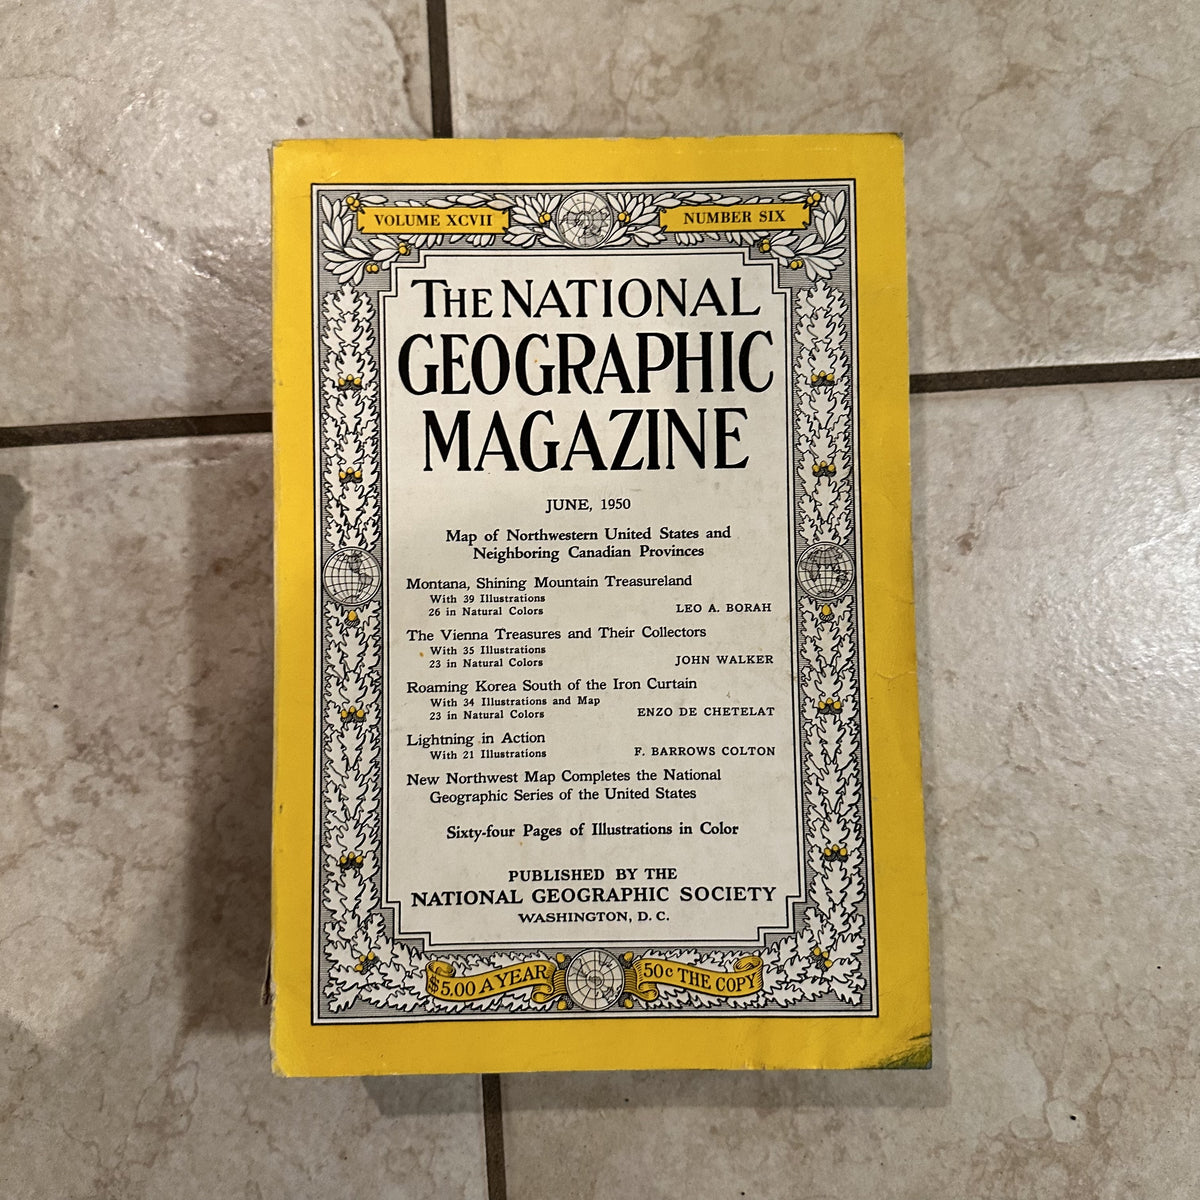 VOLUME XCVII
NUMBER SIX
THE NATIONAL
GEOGRAPHIC
MAGAZINE
JUNE, 1950
Map of Northwestern United States and
Neighboring Canadian Provinces
Montana, Shining Mountain Treasureland
With 39 Illustrations
26 in Natural Colors
LEO A. BORAH
The Vienna Treasures and Their Collectors
With 35 Illustrations
23 in Natural Colors
JOHN WALKER
Roaming Korea South of the Iron Curtain
With 34 Illustrations and Map
23 in Natural Colors
ENZO DE CHETELAT
Lightning in Action
With 21 Illustrations
F. BARROWS COLTON
New Northwest Map Completes the National
Geographic Series of the United States
Sixty-four Pages of Illustrations in Color
PUBLISHED BY THE
NATIONAL GEOGRAPHIC SOCIETY
WASHINGTON, D. C.
$5.00 A YEAR
50c THE COPY